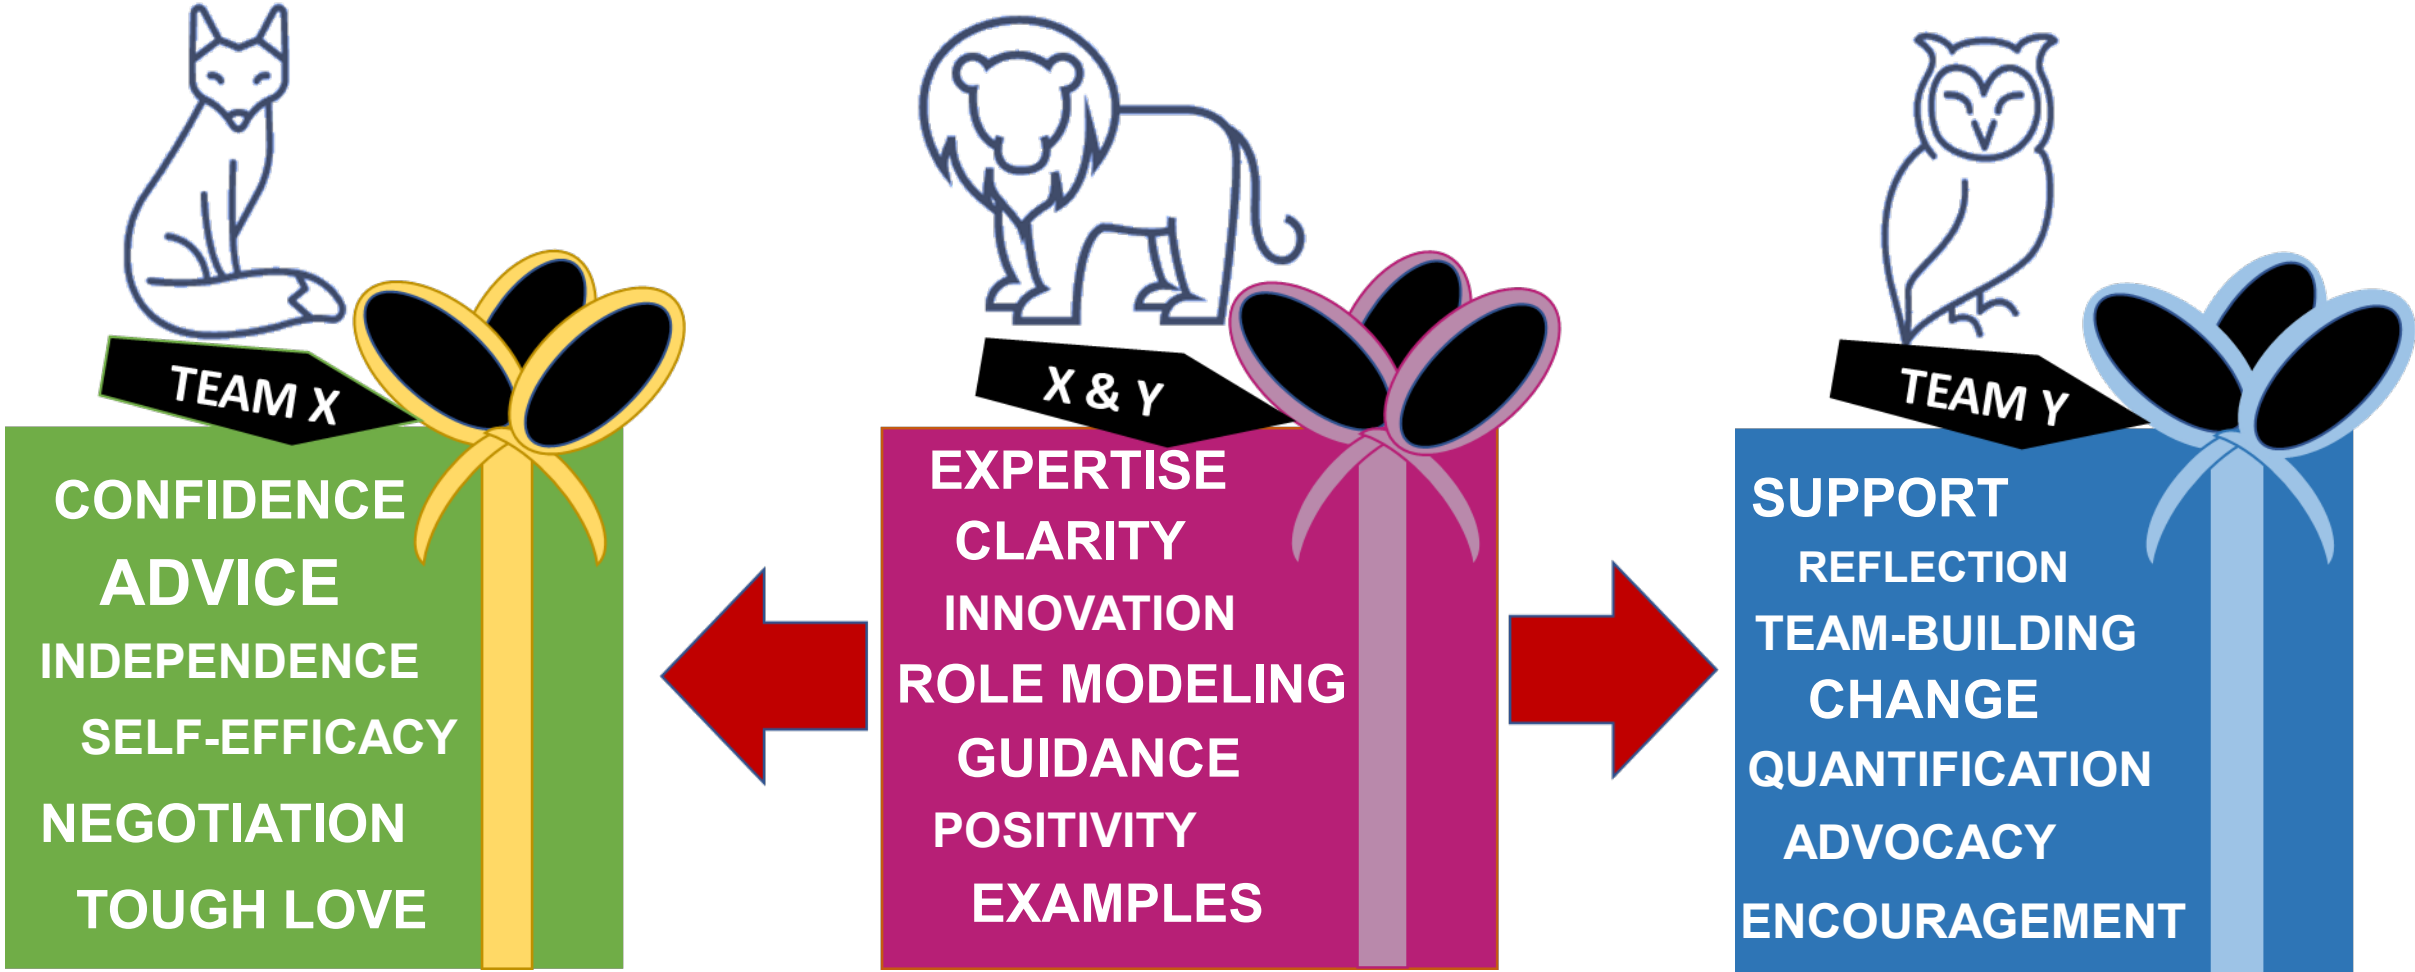 TEAM X
CONFIDENCE
ADVICE
INDEPENDENCE
SELF-EFFICACY
NEGOTIATION
TOUGH LOVE
X & Y
EXPERTISE
CLARITY
INNOVATION
ROLE MODELING
GUIDANCE
POSITIVITY
EXAMPLES
TEAM Y
SUPPORT
REFLECTION
TEAM-BUILDING
CHANGE
QUANTIFICATION
ADVOCACY
ENCOURAGEMENT